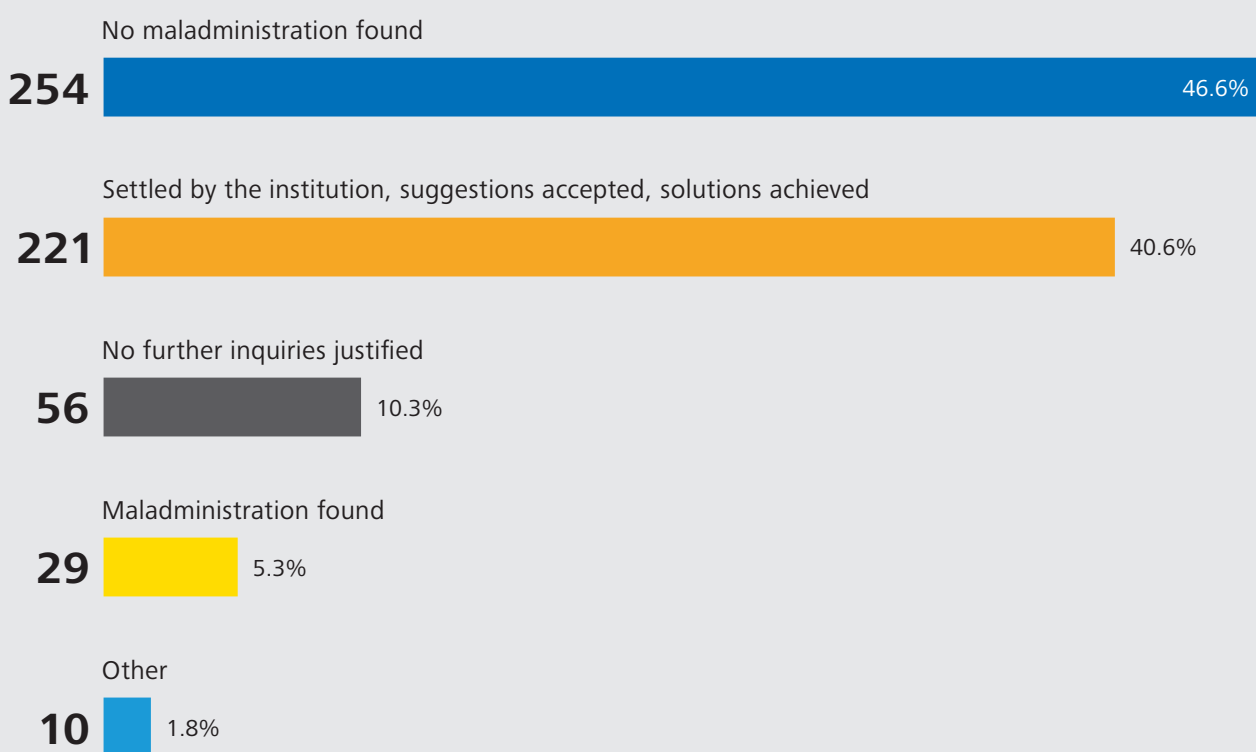 No maladministration found
254 46.6%
Settled by the institution, suggestions accepted, solutions achieved
221 40.6%
No further inquiries justified
56 10.3%
Maladministration found
29 5.3%
Other
10 1.8%